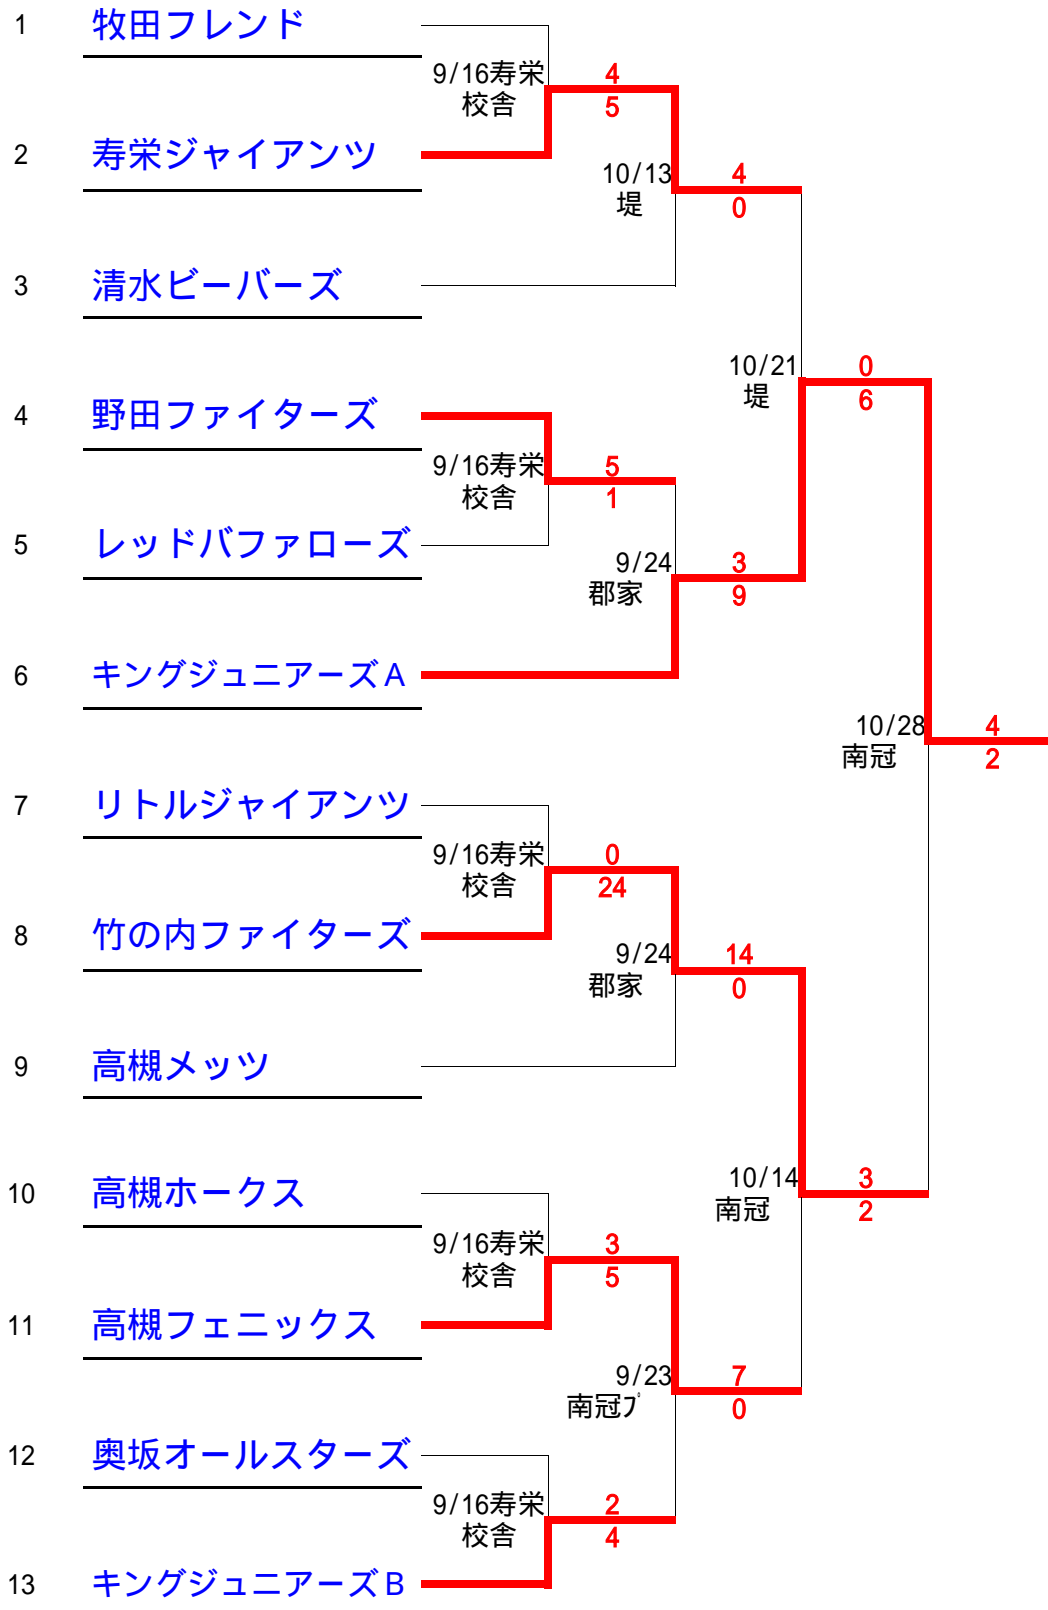 1 牧田フレンド
9/16寿栄 4
校舎 5
2 寿栄ジャイアンツ
10/13 4
堤 0
3 清水ビーバーズ
10/21 0
堤 6
4 野田ファイターズ
9/16寿栄 5
校舎 1
5 レッドバファローズ
9/24 3
郡家 9
6 キングジュニアーズA
10/28 4
南冠 2
7 リトルジャイアンツ
9/16寿栄 0
校舎 24
8 竹の内ファイターズ
9/24 14
郡家 0
9 高槻メッツ
10/14 3
南冠 2
10 高槻ホークス
9/16寿栄 3
校舎 5
11 高槻フェニックス
9/23 7
南冠プ 0
12 奥坂オールスターズ
9/16寿栄 2
校舎 4
13 キングジュニアーズB